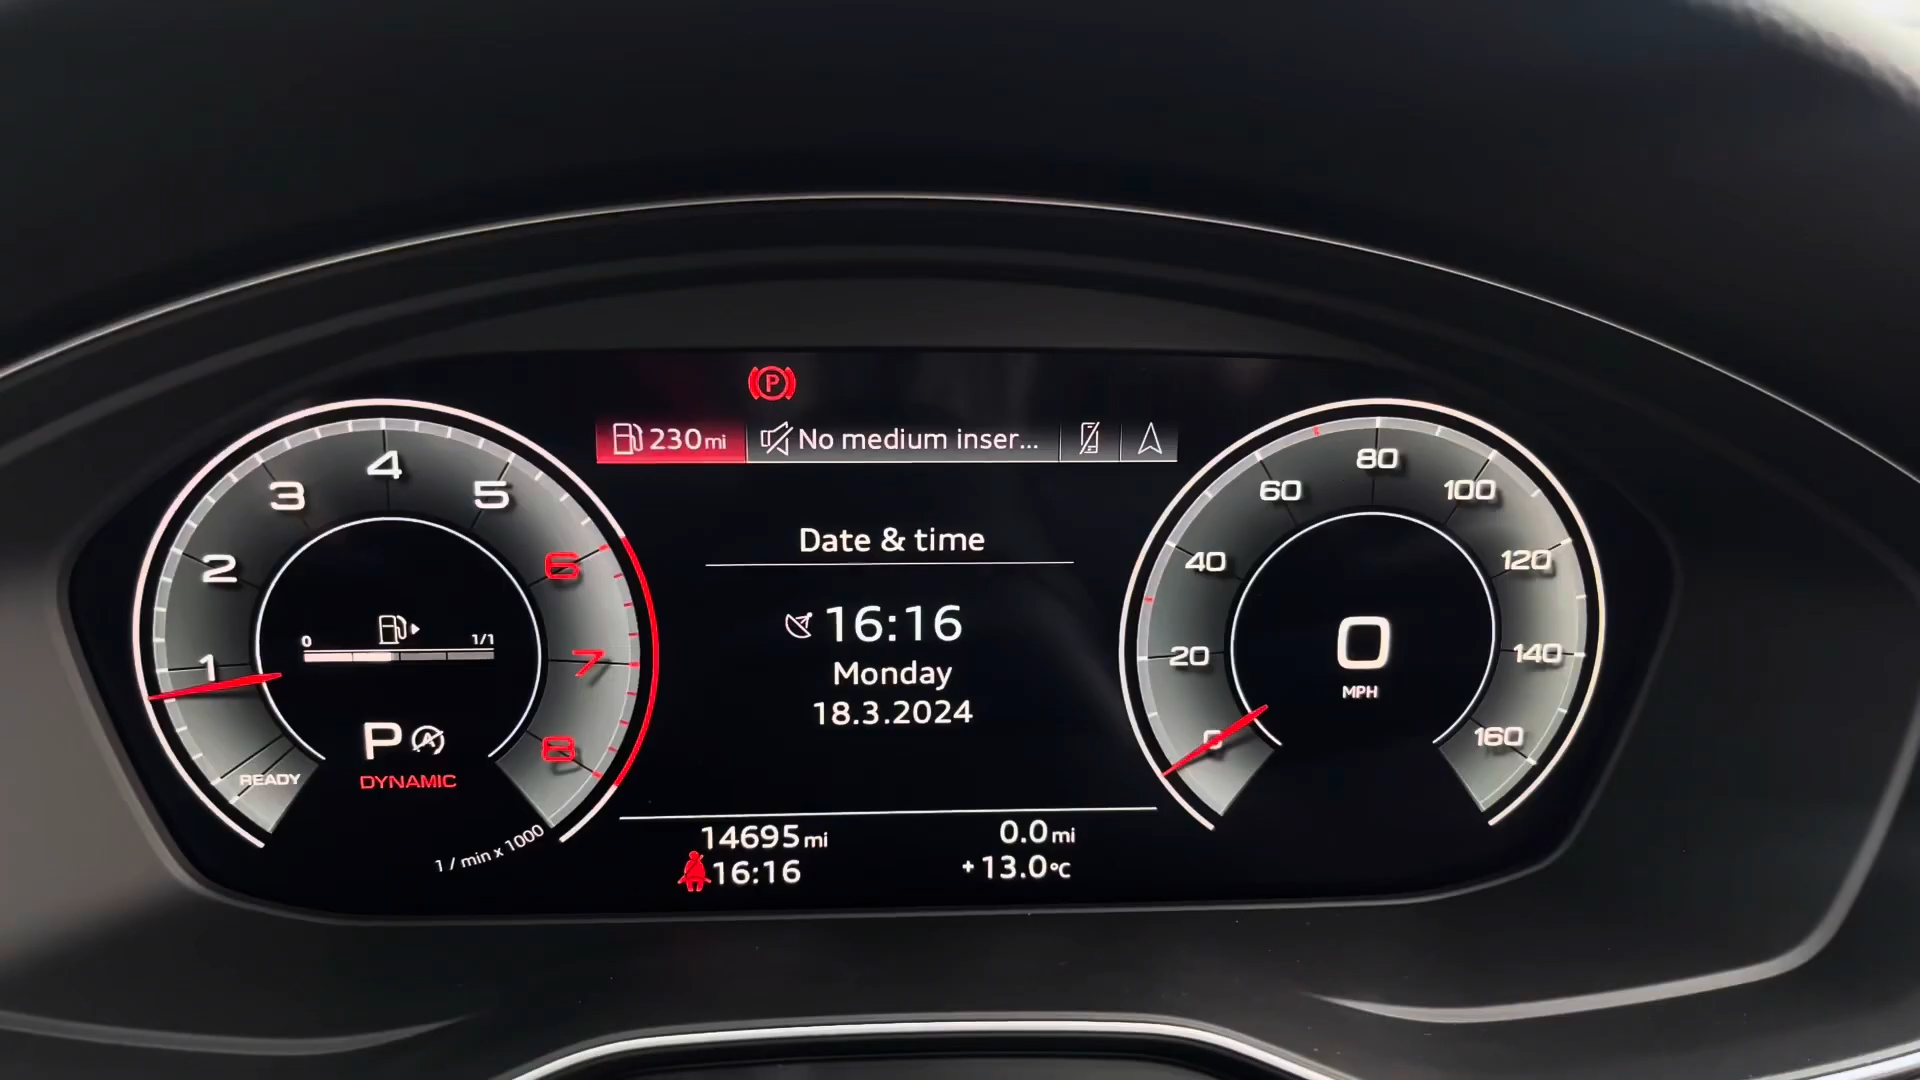 P
230mi
No medium inser...
1
2
3
4
5
6
7
8
READY
0
1/1
P A
DYNAMIC
1 / min x 1000
Date & time
16:16
Monday
18.3.2024
14695mi
0.0mi
16:16
+13.0°C
0
20
40
60
80
100
120
140
160
0
MPH